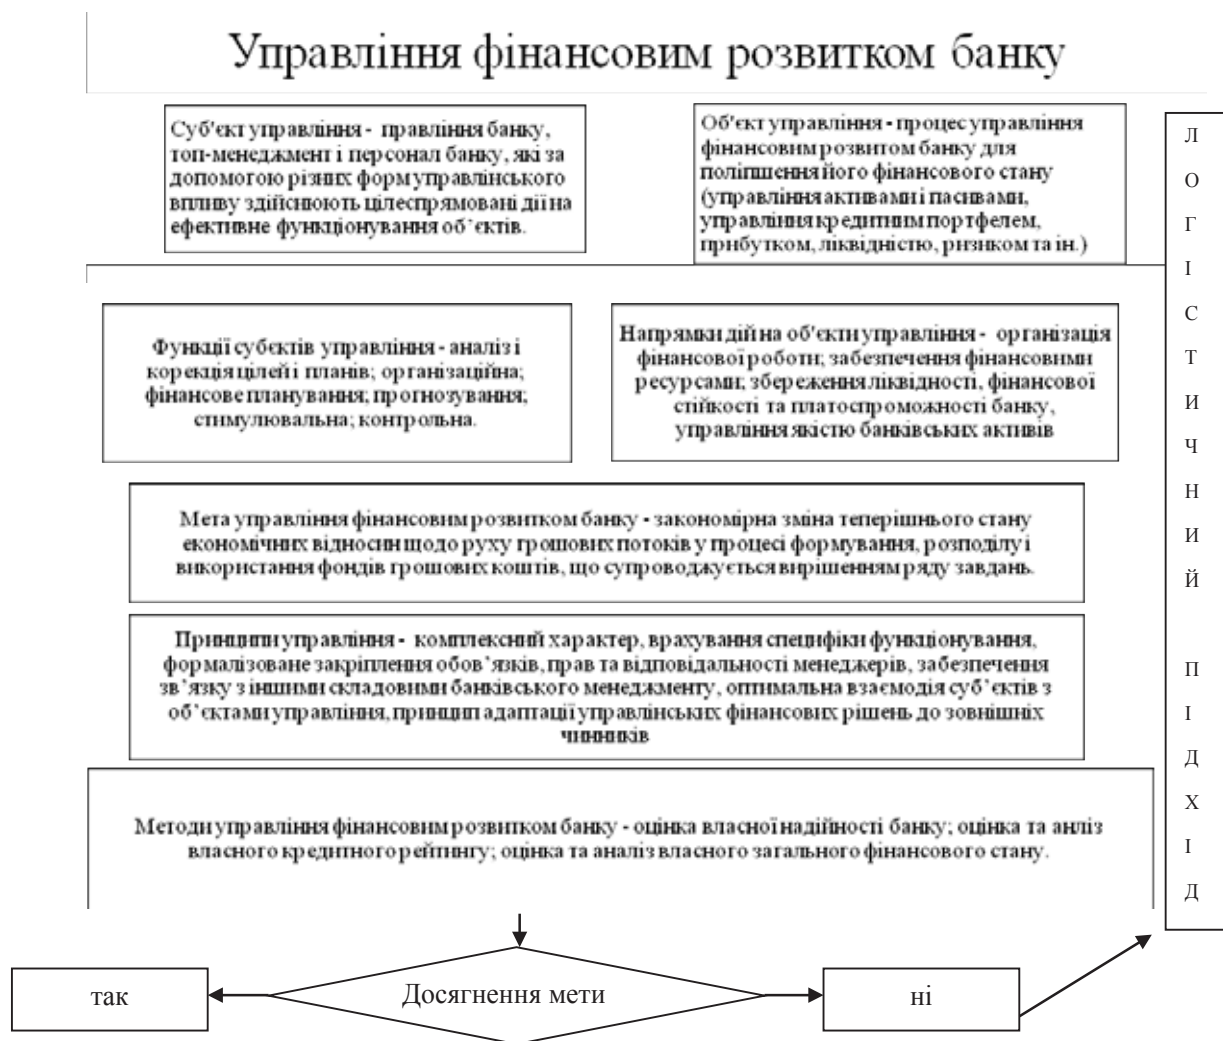 Управління фінансовим розвитком банку
Суб'єкт управління - правління банку,
топ-менеджмент і персонал банку, які за
допомогою різних форм управлінського
впливу здійснюють цілеспрямовані дії на
ефективне функціонування об`єктів.
Об'єкт управління - процес управління
фінансовим розвитом банку для
поліпшення його фінансового стану
(управління активами і пасивами,
управління кредитним портфелем,
прибутком, ліквідністю, ризиком та ін.)
Функції субєктів управління - аналіз і
корекція цілей і планів; організаційна;
фінансове планування; прогнозування;
стимулювальна; контрольна.
Напрямки дій на об'єкти управління - організація
фінансової роботи; забезпечення фінансовими
ресурсами; збереження ліквідності, фінансової
стійкості та платоспроможності банку,
управління якістю банківських активів
Мета управління фінансовим розвитком банку - закономірна зміна теперішнього стану
економічних відносин щодо руху грошових потоків у процесі формування, розподілу і
використання фондів грошових коштів, що супроводжується вирішенням ряду завдань.
Принципи управління - комплексний характер, врахування специфіки функціонування,
формалізоване закріплення обов`язків, прав та відповідальності менеджерів, забезпечення
зв`язку з іншими складовими банківського менеджменту, оптимальна взаємодія суб`єктів з
об`єктами управління, принцип адаптації управлінських фінансових рішень до зовнішніх
чинників
Методи управління фінансовим розвитком банку - оцінка власної надійності банку; оцінка та анліз
власного кредитного рейтингу; оцінка та аналіз власного загального фінансового стану.
Досягнення мети
так
ні
ЛОГІСТИЧНИЙ ПІДХІД